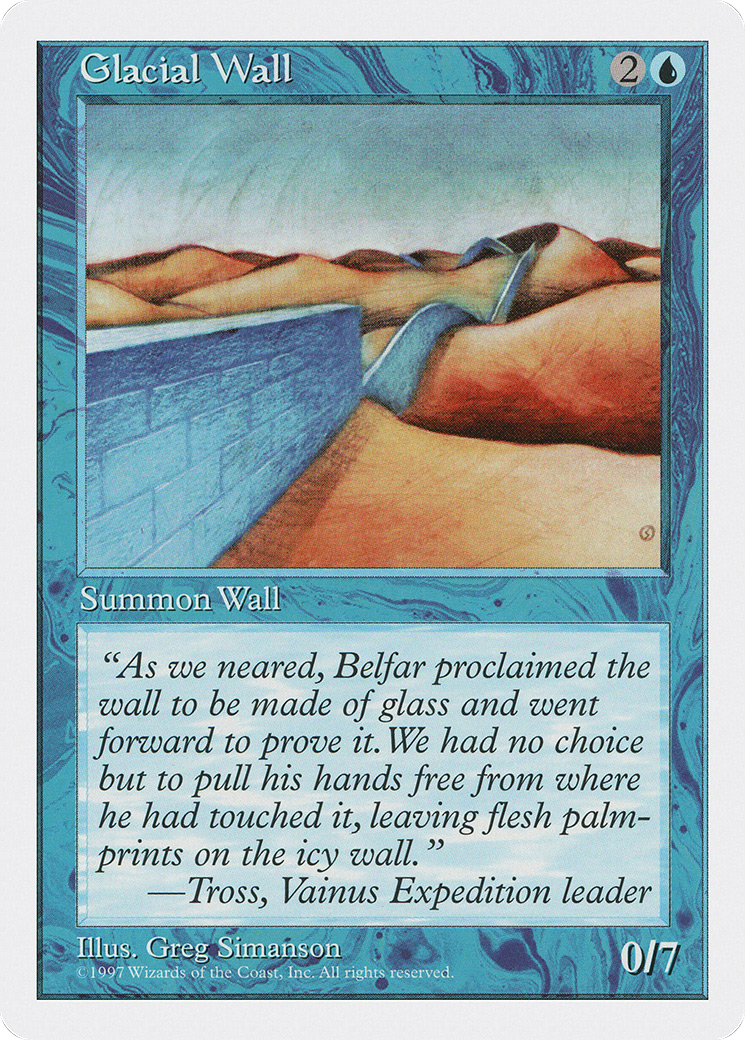 Glacial Wall 2
Summon Wall
“As we neared, Belfar proclaimed the
wall to be made of glass and went
forward to prove it. We had no choice
but to pull his hands free from where
he had touched it, leaving flesh palm-
prints on the icy wall.”
—Tross, Vainus Expedition leader
Illus. Greg Simanson
©1997 Wizards of the Coast, Inc. All rights reserved.
0/7